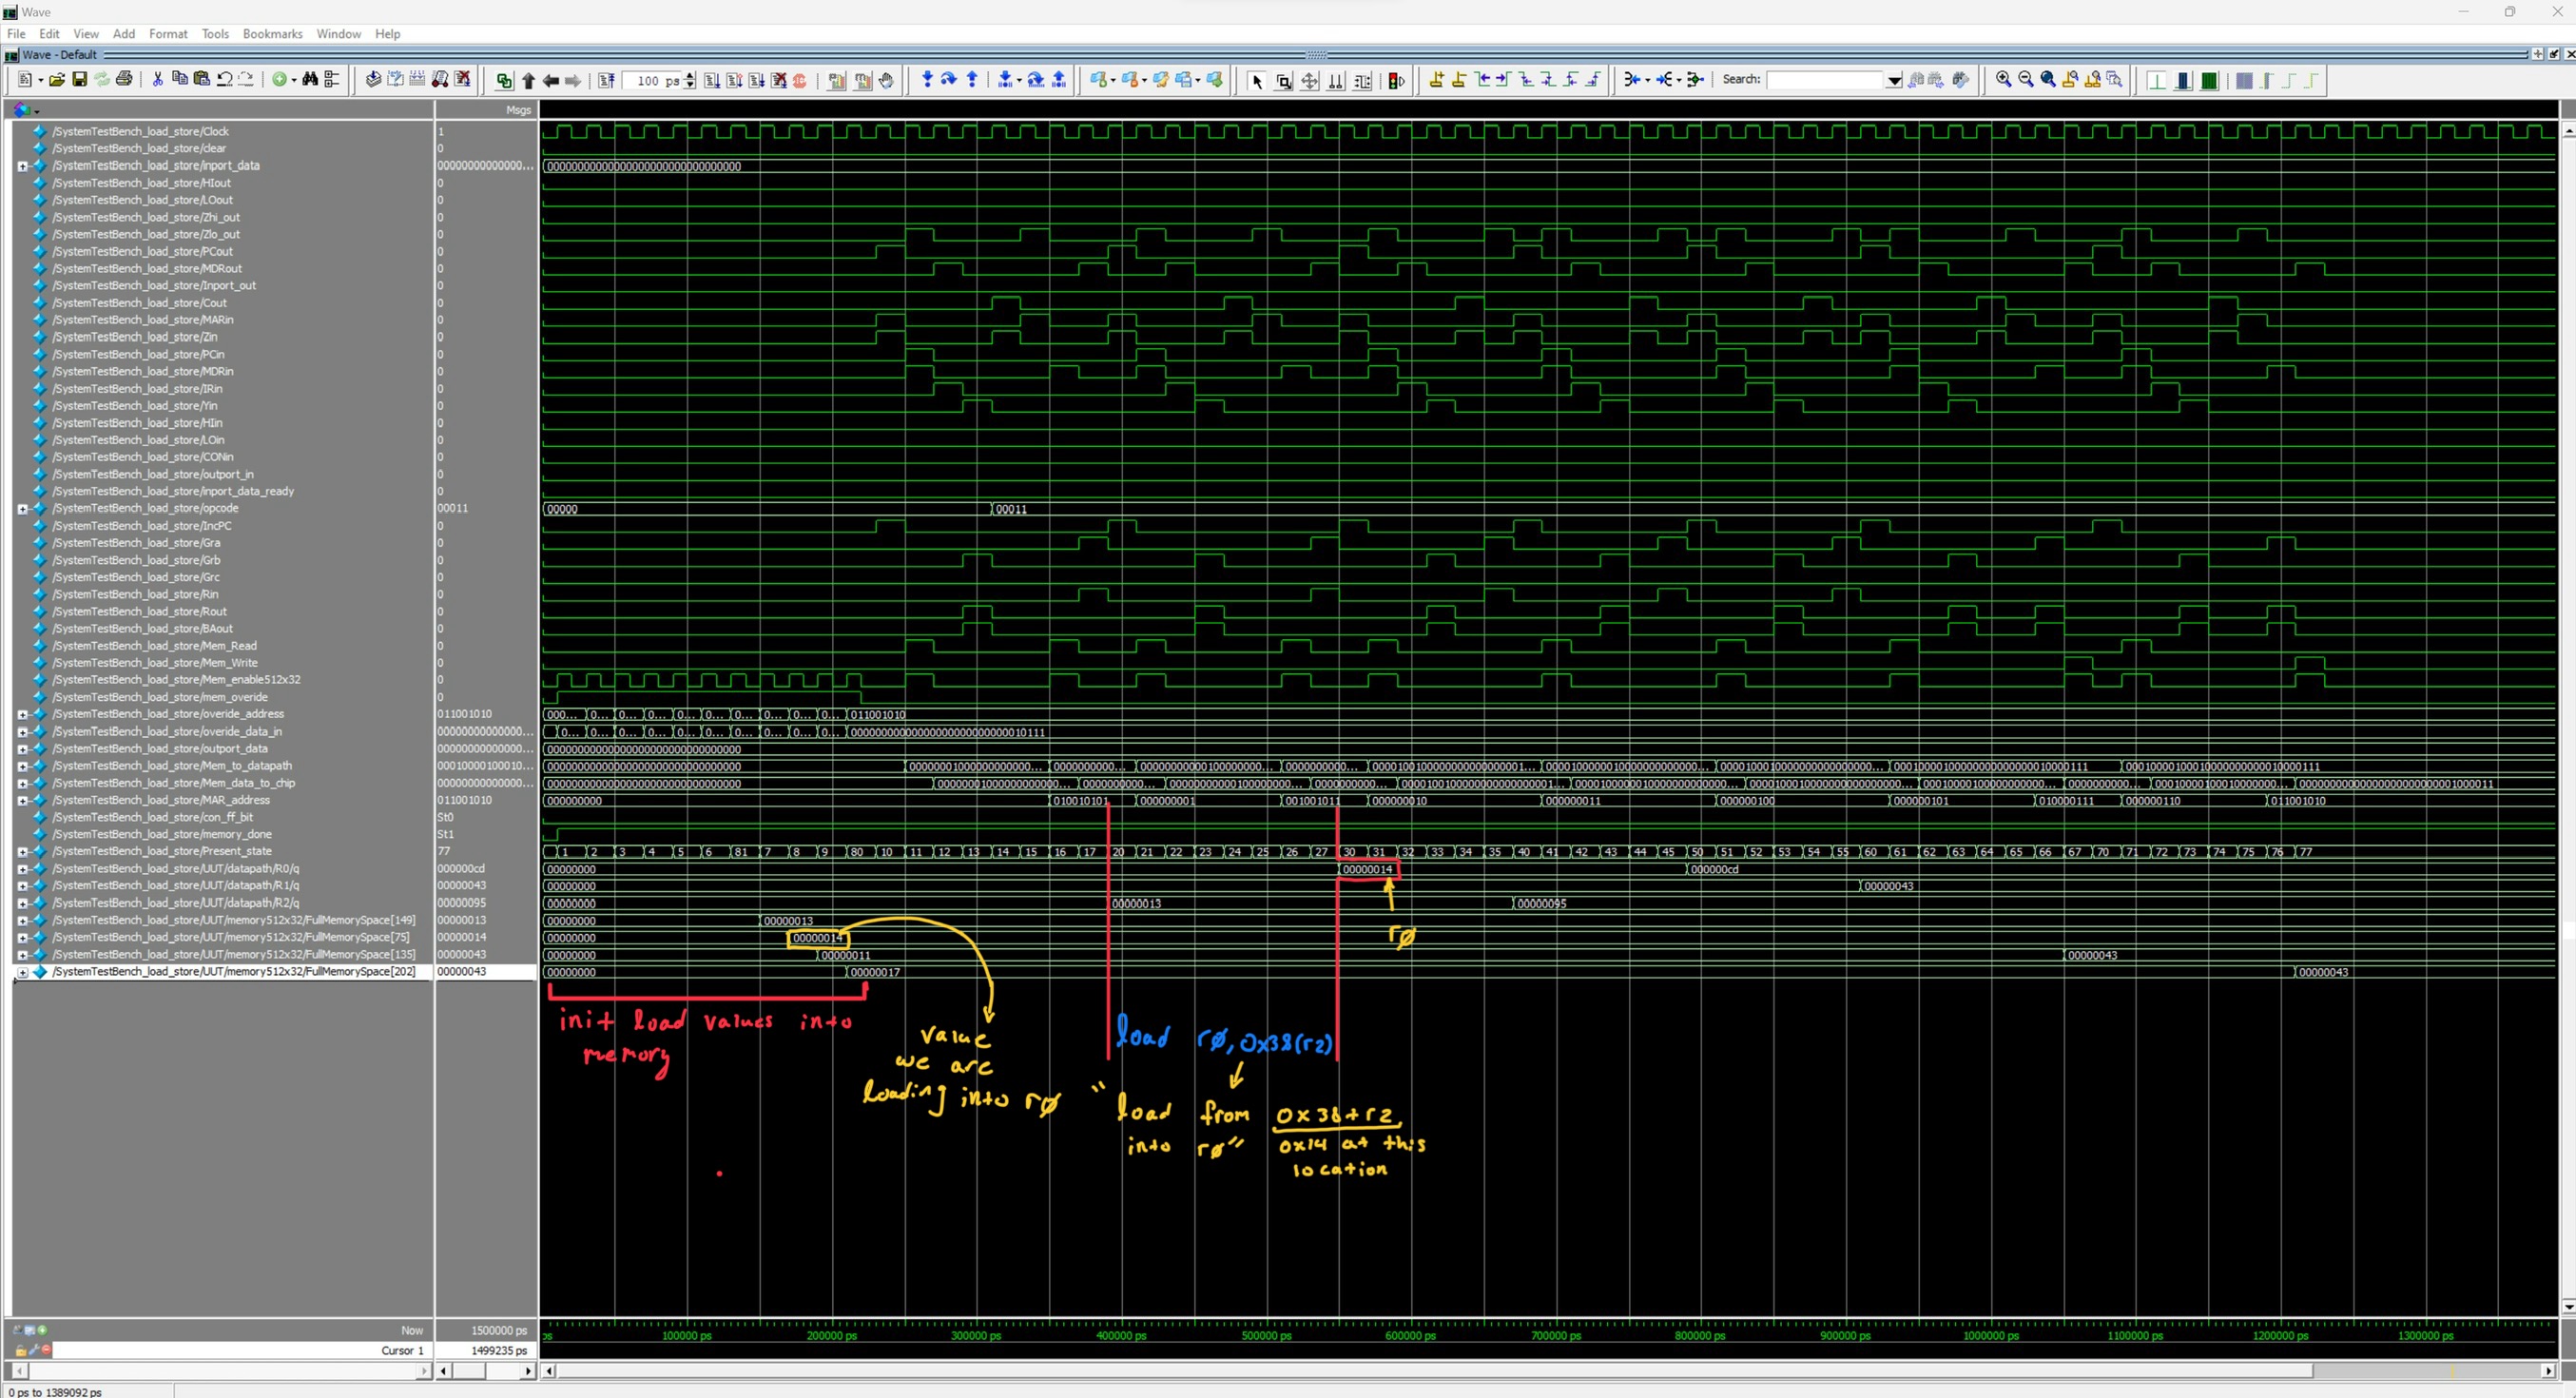 Wave
File Edit View Add Format Tools Bookmarks Window Help
Wave - Default
100 ps
Search:
Msgs
/SystemTestBench_load_store/Clock 1
/SystemTestBench_load_store/clear 0
/SystemTestBench_load_store/inport_data 00000000000000... 00000000000000000000000000000000
/SystemTestBench_load_store/HIout 0
/SystemTestBench_load_store/LOout 0
/SystemTestBench_load_store/Zhi_out 0
/SystemTestBench_load_store/Zlo_out 0
/SystemTestBench_load_store/PCout 0
/SystemTestBench_load_store/MDRout 0
/SystemTestBench_load_store/Inport_out 0
/SystemTestBench_load_store/Cout 0
/SystemTestBench_load_store/MARin 0
/SystemTestBench_load_store/Zin 0
/SystemTestBench_load_store/PCin 0
/SystemTestBench_load_store/MDRin 0
/SystemTestBench_load_store/IRin 0
/SystemTestBench_load_store/Yin 0
/SystemTestBench_load_store/HIin 0
/SystemTestBench_load_store/LOin 0
/SystemTestBench_load_store/CONin 0
/SystemTestBench_load_store/outport_in 0
/SystemTestBench_load_store/inport_data_ready 0
/SystemTestBench_load_store/opcode 00011 00000 00011
/SystemTestBench_load_store/IncPC 0
/SystemTestBench_load_store/Gra 0
/SystemTestBench_load_store/Grb 0
/SystemTestBench_load_store/Grc 0
/SystemTestBench_load_store/Rin 0
/SystemTestBench_load_store/Rout 0
/SystemTestBench_load_store/BAout 0
/SystemTestBench_load_store/Mem_Read 0
/SystemTestBench_load_store/Mem_Write 0
/SystemTestBench_load_store/Mem_enable512x32 0
/SystemTestBench_load_store/mem_overide 0
/SystemTestBench_load_store/overide_address 011001010 000... 0... 0... 0... 0... 0... 0... 0... 0... 0... 011001010
/SystemTestBench_load_store/overide_data_in 00000000000000... 0... 0... 0... 0... 0... 0... 0... 0... 0... 0... 00000000000000000000000000010111
/SystemTestBench_load_store/outport_data 00000000000000... 00000000000000000000000000000000
/SystemTestBench_load_store/Mem_to_datapath 00010000100010... 00000000000000000000000000000000
/SystemTestBench_load_store/Mem_data_to_chip 00000000000000... 00000000000000000000000000000000
/SystemTestBench_load_store/MAR_address 011001010 000000000 010010101 000000001 001001011 000000010 000000011 000000100 000000101 010000111 000000110 011001010
/SystemTestBench_load_store/con_ff_bit St0
/SystemTestBench_load_store/memory_done St1
/SystemTestBench_load_store/Present_state 77 1 2 3 4 5 6 81 7 8 9 80 10 11 12 13 14 15 16 17 20 21 22 23 24 25 26 27 30 31 32 33 34 35 40 41 42 43 44 45 50 51 52 53 54 55 60 61 62 63 64 65 66 67 70 71 72 73 74 75 76 77
/SystemTestBench_load_store/UUT/datapath/R0/q 000000cd 00000000 00000014 000000cd
/SystemTestBench_load_store/UUT/datapath/R1/q 00000043 00000000 00000043
/SystemTestBench_load_store/UUT/datapath/R2/q 00000095 00000000 00000013 00000095
/SystemTestBench_load_store/UUT/memory512x32/FullMemorySpace[149] 00000013 00000000 00000013
/SystemTestBench_load_store/UUT/memory512x32/FullMemorySpace[75] 00000014 00000000 00000014
/SystemTestBench_load_store/UUT/memory512x32/FullMemorySpace[135] 00000043 00000000 00000011 00000043
/SystemTestBench_load_store/UUT/memory512x32/FullMemorySpace[202] 00000043 00000000 00000017 00000043
rØ
init load values into
memory
value
we are
loading into rØ
load rØ, 0x38(r2)
"load from 0x38+r2
into rØ"
0x14 at this
location
Now 1500000 ps
Cursor 1 1499235 ps
ps 100000 ps 200000 ps 300000 ps 400000 ps 500000 ps 600000 ps 700000 ps 800000 ps 900000 ps 1000000 ps 1100000 ps 1200000 ps 1300000 ps
0 ps to 1389092 ps